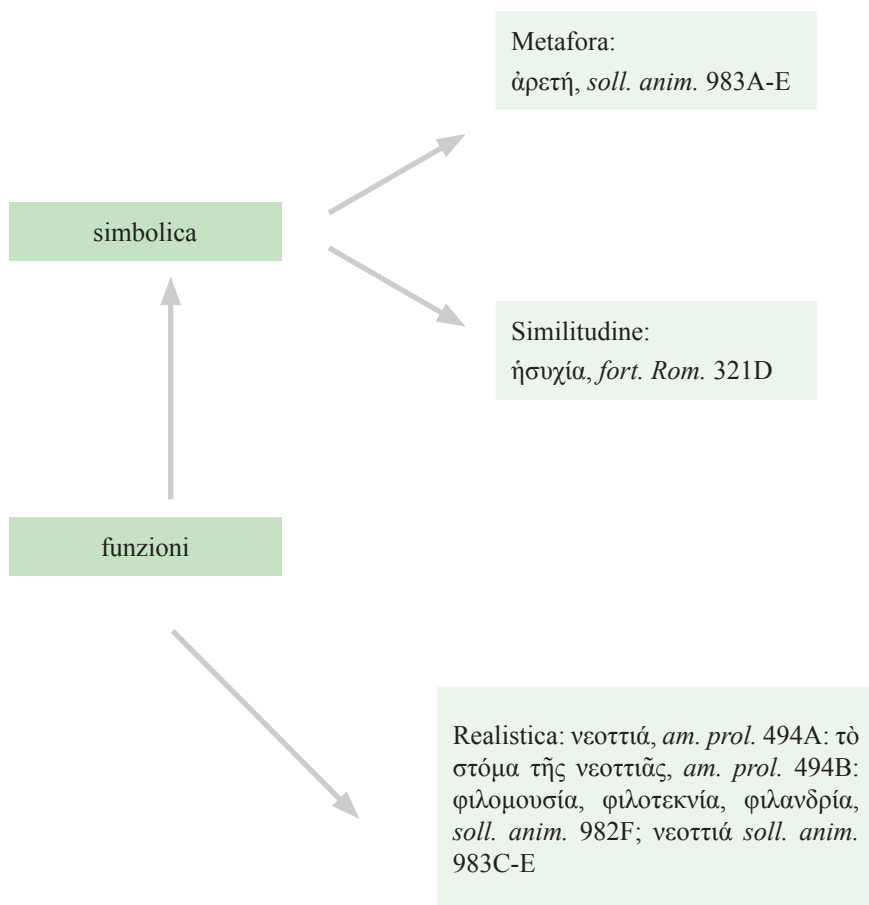 Metafora:
ἀρετή, soll. anim. 983A-E
simbolica
Similitudine:
ἡσυχία, fort. Rom. 321D
funzioni
Realistica: νεοττιά, am. prol. 494A: τὸ
στόμα τῆς νεοττιᾶς, am. prol. 494B:
φιλομουσία, φιλοτεκνία, φιλανδρία,
soll. anim. 982F; νεοττιά soll. anim.
983C-E